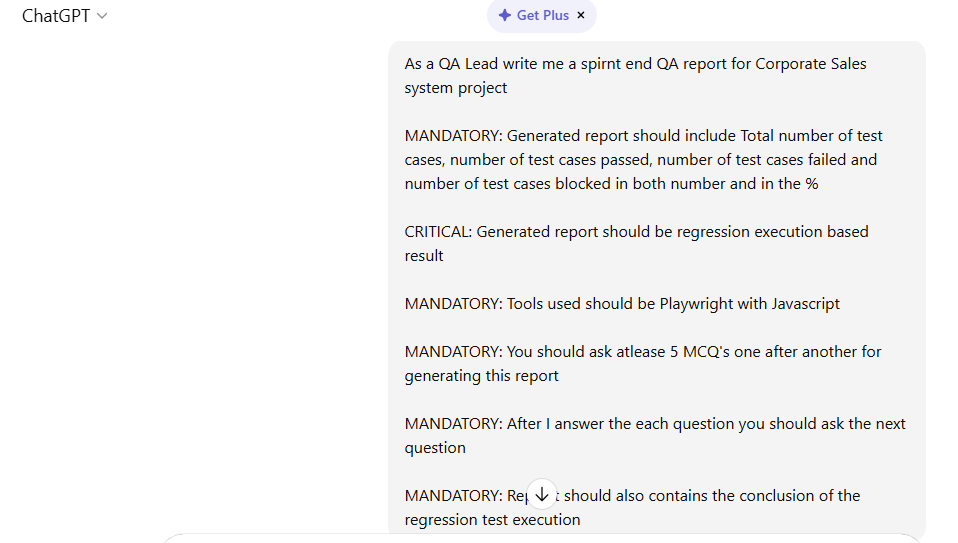 ChatGPT
Get Plus ×
As a QA Lead write me a spirnt end QA report for Corporate Sales
system project
MANDATORY: Generated report should include Total number of test
cases, number of test cases passed, number of test cases failed and
number of test cases blocked in both number and in the %
CRITICAL: Generated report should be regression execution based
result
MANDATORY: Tools used should be Playwright with Javascript
MANDATORY: You should ask atlease 5 MCQ's one after another for
generating this report
MANDATORY: After I answer the each question you should ask the next
question
MANDATORY: should also contains the conclusion of the
regression test execution